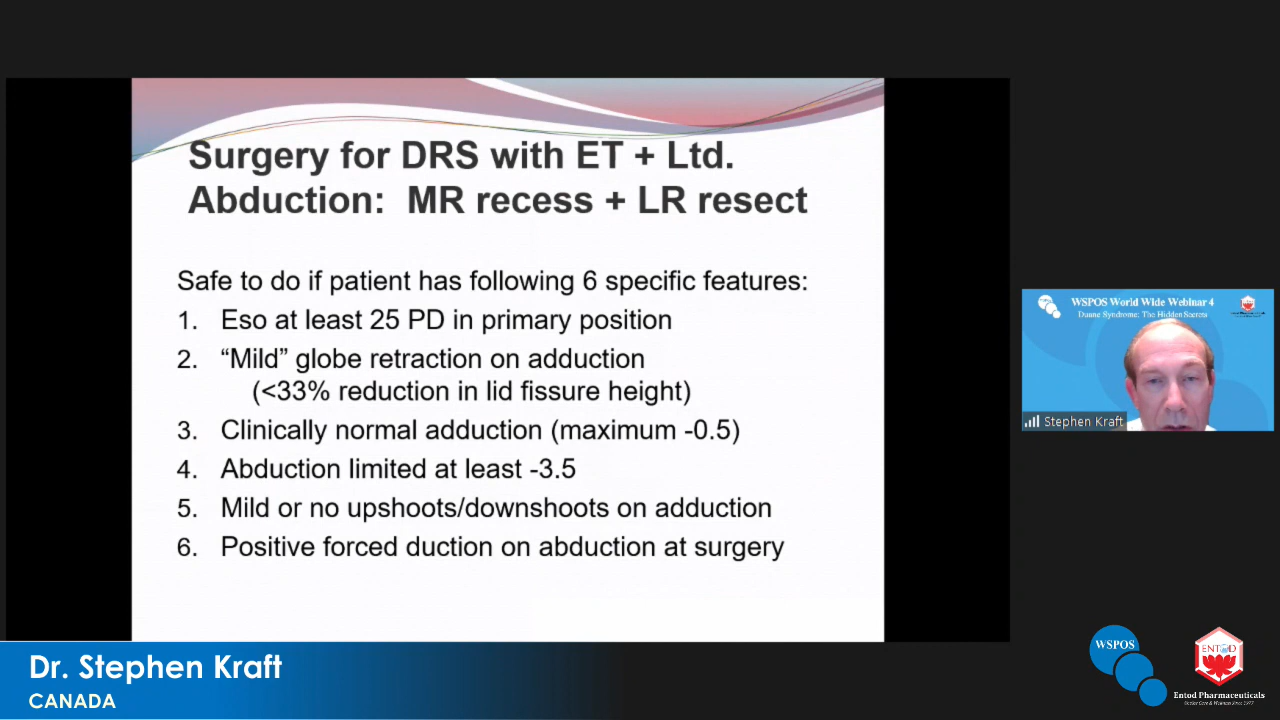 Surgery for DRS with ET + Ltd.
Abduction: MR recess + LR resect
Safe to do if patient has following 6 specific features:
1. Eso at least 25 PD in primary position
2. “Mild” globe retraction on adduction
(<33% reduction in lid fissure height)
3. Clinically normal adduction (maximum -0.5)
4. Abduction limited at least -3.5
5. Mild or no upshoots/downshoots on adduction
6. Positive forced duction on abduction at surgery
WSPOS World Wide Webinar 4
Duane Syndrome: The Hidden Secrets
Stephen Kraft
Dr. Stephen Kraft
CANADA
WSPOS
ENTOD
Entod Pharmaceuticals